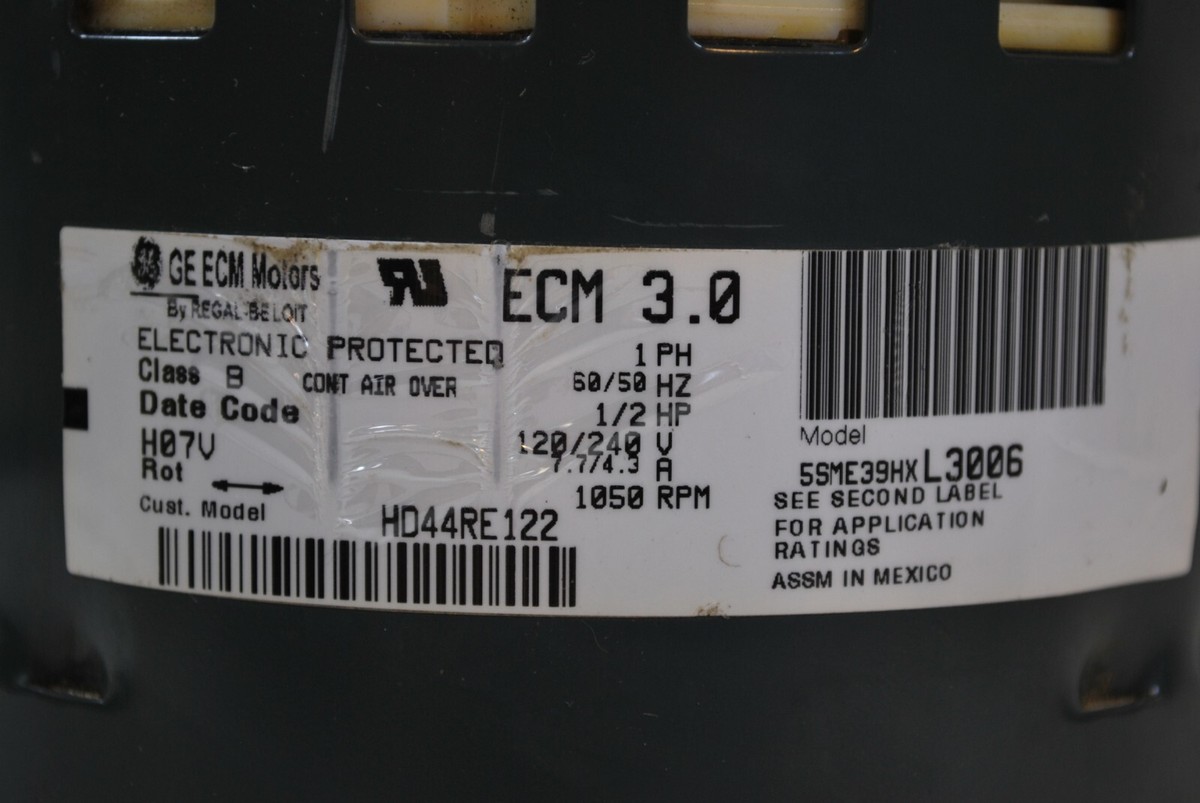 GE ECM Motors
By REGAL-BELOIT
ECM 3.0
ELECTRONIC PROTECTED
Class B CONT AIR OVER
Date Code
H07V
Rot
Cust. Model HD44RE122
1 PH
60/50 HZ
1/2 HP
120/240 V
7.7/4.3 A
1050 RPM
Model
5SME39HXL3006
SEE SECOND LABEL
FOR APPLICATION
RATINGS
ASSM IN MEXICO